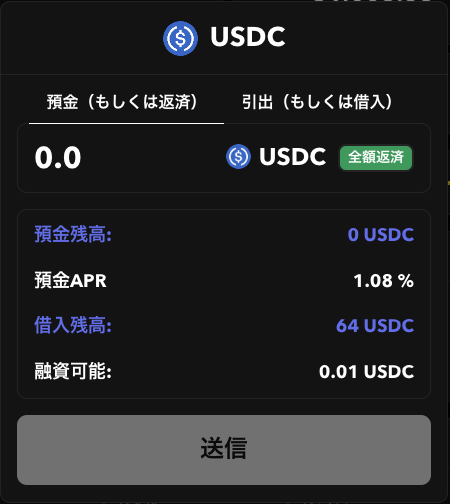 USDC
預金（もしくは返済） 引出（もしくは借入）
0.0 USDC 全額返済
預金残高: 0 USDC
預金APR 1.08 %
借入残高: 64 USDC
融資可能: 0.01 USDC
送信